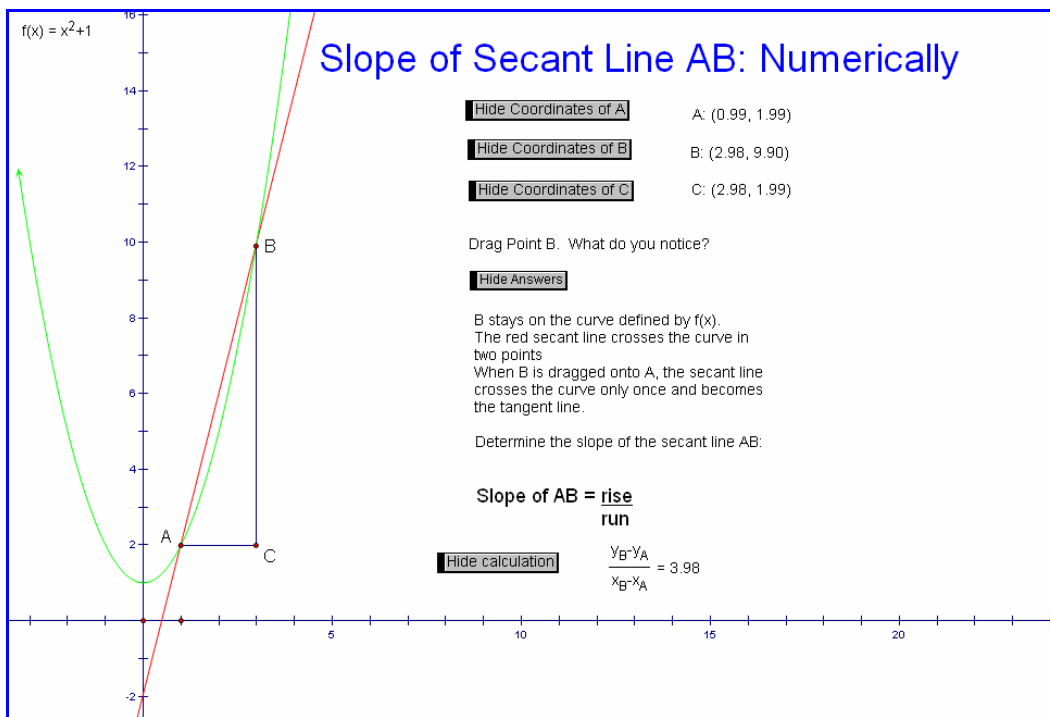 f(x) = x²+1
Slope of Secant Line AB: Numerically
Hide Coordinates of A
A: (0.99, 1.99)
Hide Coordinates of B
B: (2.98, 9.90)
Hide Coordinates of C
C: (2.98, 1.99)
Drag Point B. What do you notice?
Hide Answers
B stays on the curve defined by f(x).
The red secant line crosses the curve in
two points
When B is dragged onto A, the secant line
crosses the curve only once and becomes
the tangent line.
Determine the slope of the secant line AB:
Slope of AB = rise
run
Hide calculation
yB-yA
xB-xA
= 3.98
16
14
12
10
8
6
4
2
-2
5
10
15
20
A
B
C